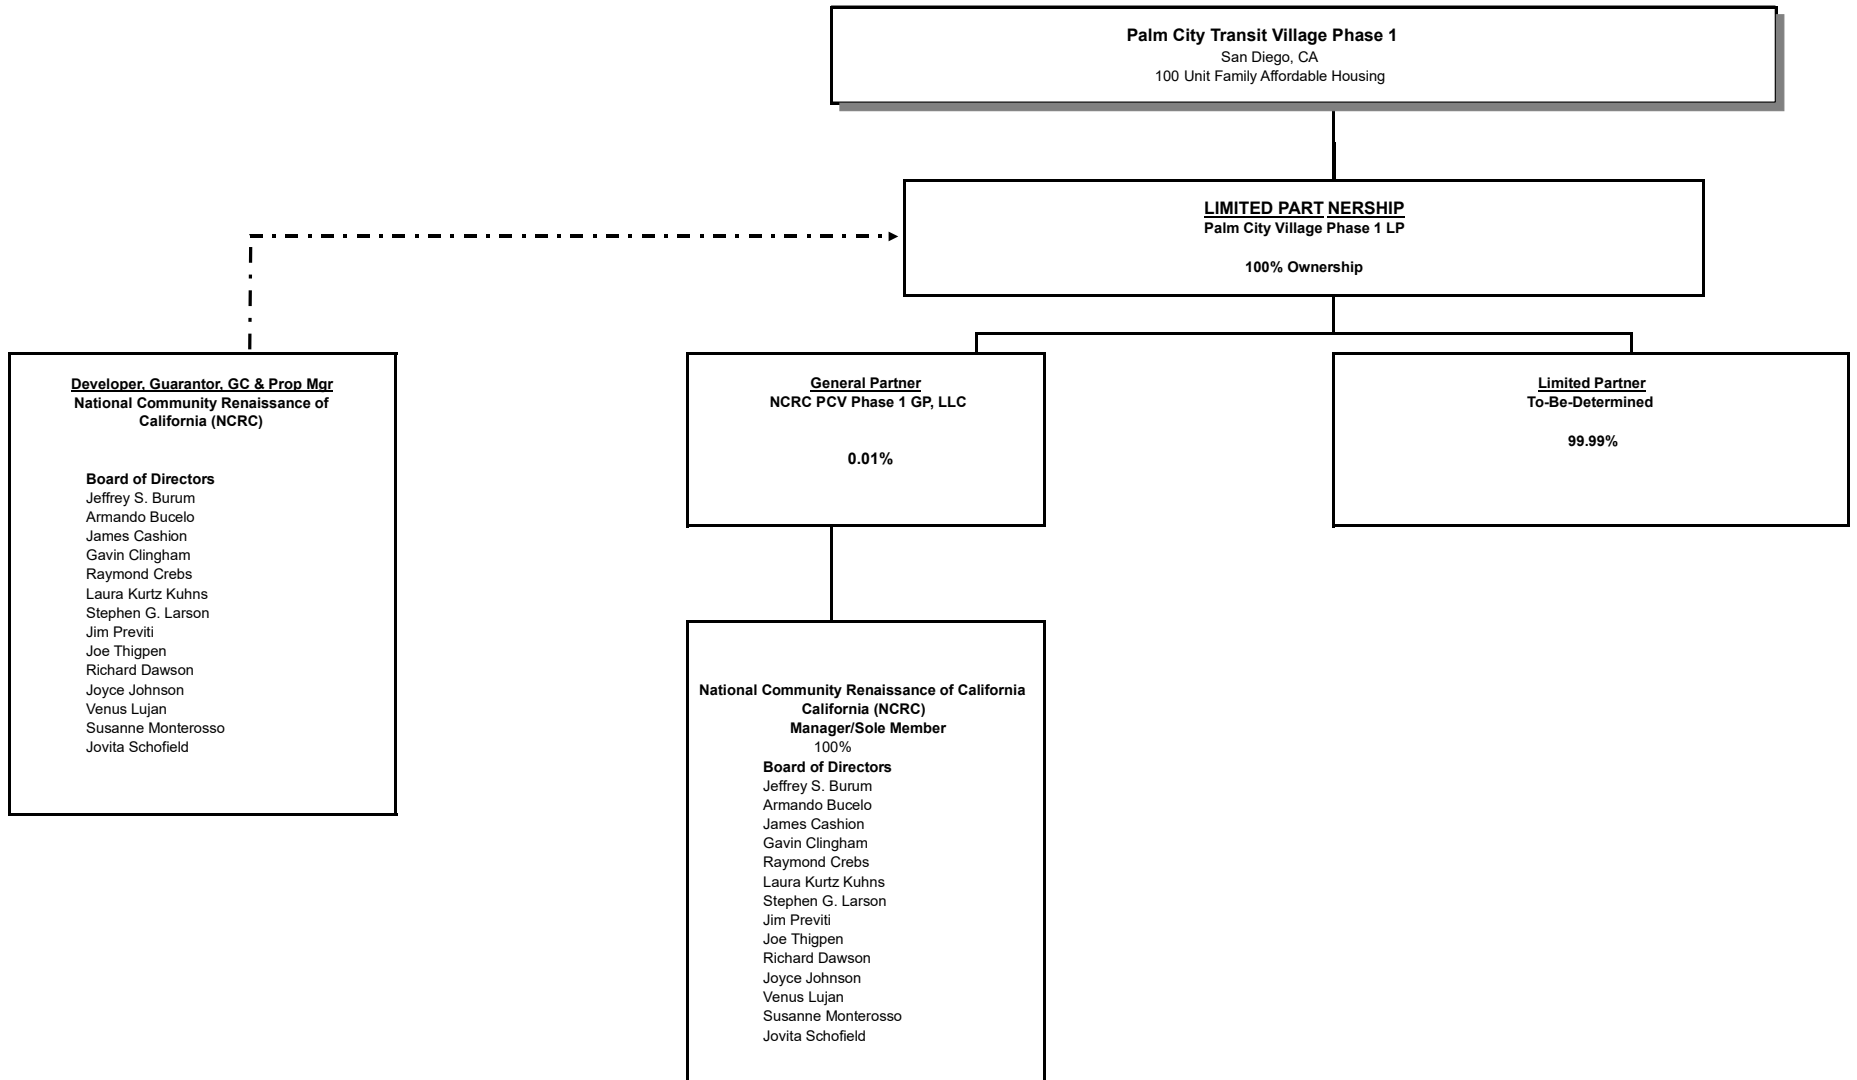 Palm City Transit Village Phase 1
San Diego, CA
100 Unit Family Affordable Housing
LIMITED PART NERSHIP
Palm City Village Phase 1 LP
100% Ownership
Developer, Guarantor, GC & Prop Mgr
National Community Renaissance of
California (NCRC)
Board of Directors
Jeffrey S. Burum
Armando Bucelo
James Cashion
Gavin Clingham
Raymond Crebs
Laura Kurtz Kuhns
Stephen G. Larson
Jim Previti
Joe Thigpen
Richard Dawson
Joyce Johnson
Venus Lujan
Susanne Monterosso
Jovita Schofield
General Partner
NCRC PCV Phase 1 GP, LLC
0.01%
Limited Partner
To-Be-Determined
99.99%
National Community Renaissance of California
California (NCRC)
Manager/Sole Member
100%
Board of Directors
Jeffrey S. Burum
Armando Bucelo
James Cashion
Gavin Clingham
Raymond Crebs
Laura Kurtz Kuhns
Stephen G. Larson
Jim Previti
Joe Thigpen
Richard Dawson
Joyce Johnson
Venus Lujan
Susanne Monterosso
Jovita Schofield